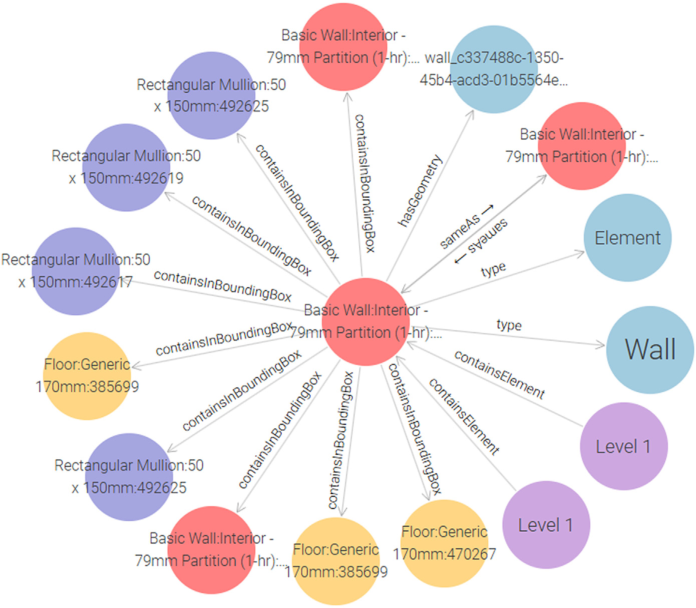 Basic Wall:Interior -
79mm Partition (1-hr):...
wall_c337488c-1350-
45b4-acd3-01b5564e...
Rectangular Mullion:50
x 150mm:492625
Basic Wall:Interior -
79mm Partition (1-hr):...
Rectangular Mullion:50
x 150mm:492619
containsInBoundingBox
containsInBoundingBox
hasGeometry
containsInBoundingBox
sameAs →
sameAs →
Element
type
Rectangular Mullion:50
x 150mm:492617
containsInBoundingBox
Basic Wall:Interior -
79mm Partition (1-hr):...
type
Wall
containsInBoundingBox
Floor:Generic
170mm:385699
containsElement
containsInBoundingBox
containsInBoundingBox
containsInBoundingBox
containsInBoundingBox
containsElement
Level 1
Rectangular Mullion:50
x 150mm:492625
Level 1
Basic Wall:Interior -
79mm Partition (1-hr):...
Floor:Generic
170mm:385699
Floor:Generic
170mm:470267